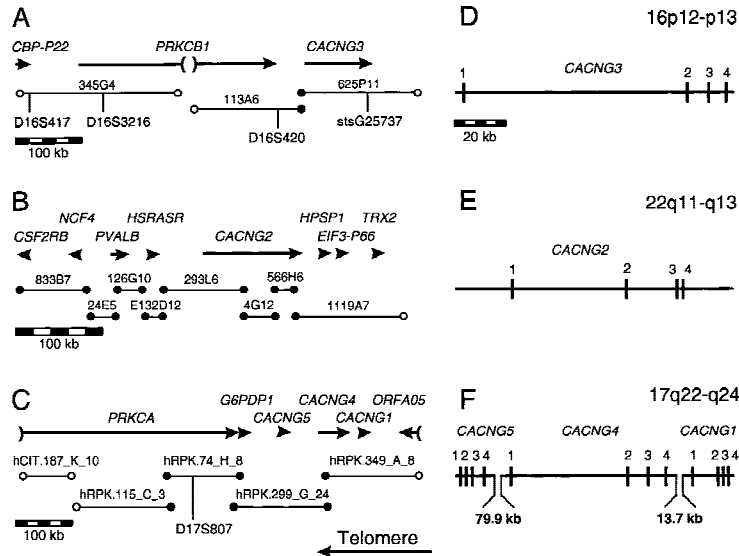 A
CBP-P22 PRKCB1 CACNG3
( )
345G4 625P11
113A6
D16S417 D16S3216 D16S420 stsG25737
100 kb
D 16p12-p13
CACNG3
1 2 3 4
20 kb
B
NCF4 HSRASR HPSP1 TRX2
CSF2RB PVALB CACNG2 EIF3-P66
833B7 126G10 293L6 566H6
24E5 E132D12 4G12 1119A7
100 kb
E 22q11-q13
CACNG2
1 2 3 4
C
G6PDP1 CACNG4 ORFA05
PRKCA CACNG5 CACNG1
) (
hCIT.187_K_10 hRPK.74_H_8 hRPK.349_A_8
hRPK.115_C_3 hRPK.299_G_24
D17S807
100 kb
Telomere
F 17q22-q24
CACNG5 CACNG4 CACNG1
1 2 3 4 1 2 3 4 1 2 3 4
79.9 kb 13.7 kb